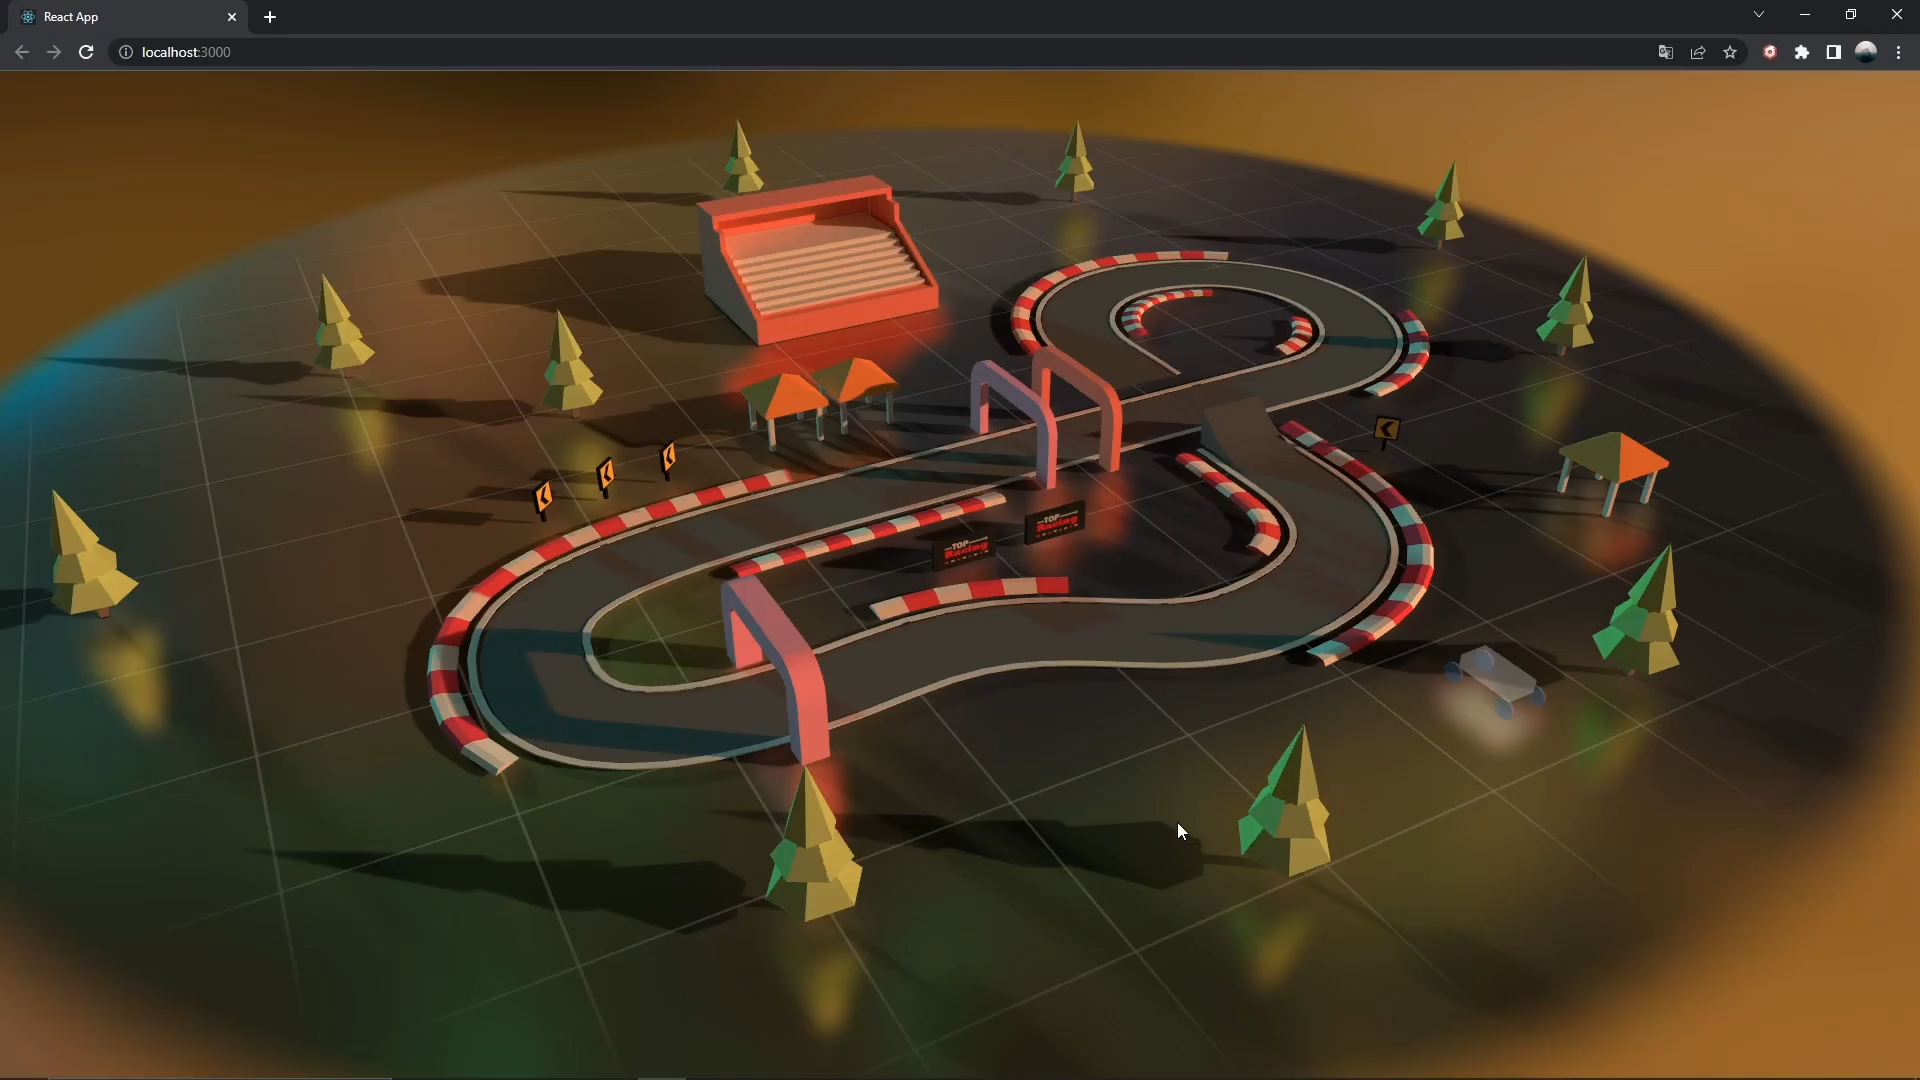 React App
localhost:3000
TOP
Racing
TOP
Racing